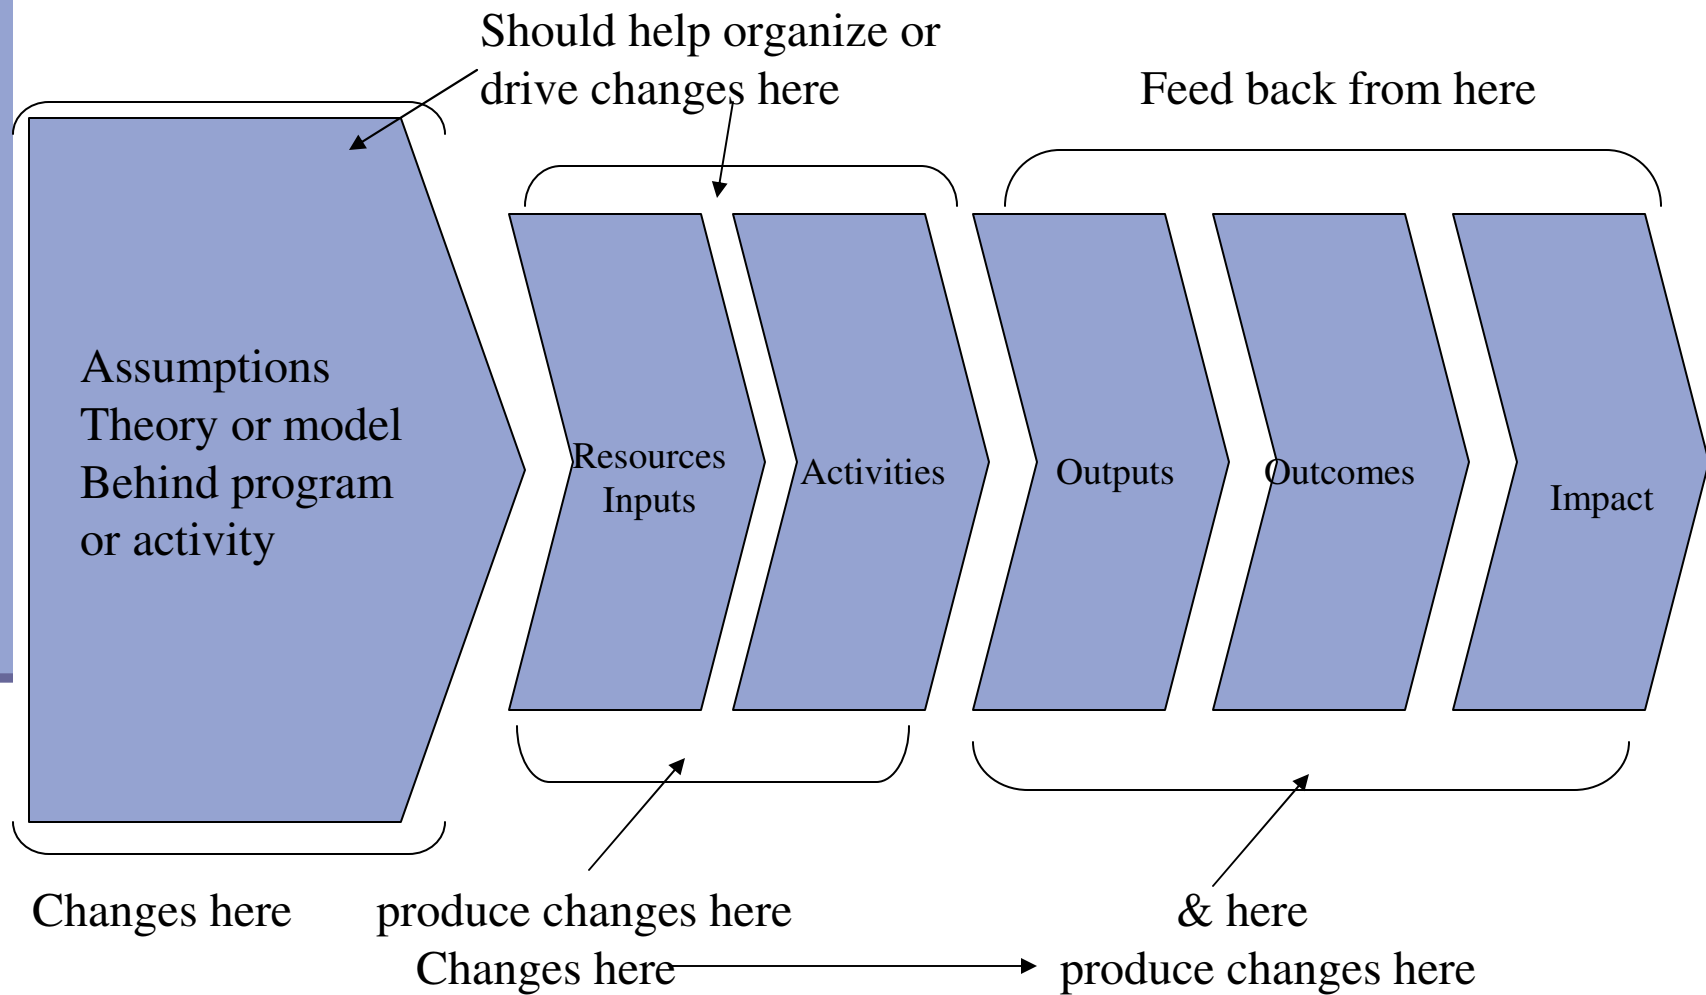 Should help organize or
drive changes here
Feed back from here
Assumptions
Theory or model
Behind program
or activity
Resources
Inputs
Activities
Outputs
Outcomes
Impact
Changes here
produce changes here
& here
Changes here
produce changes here